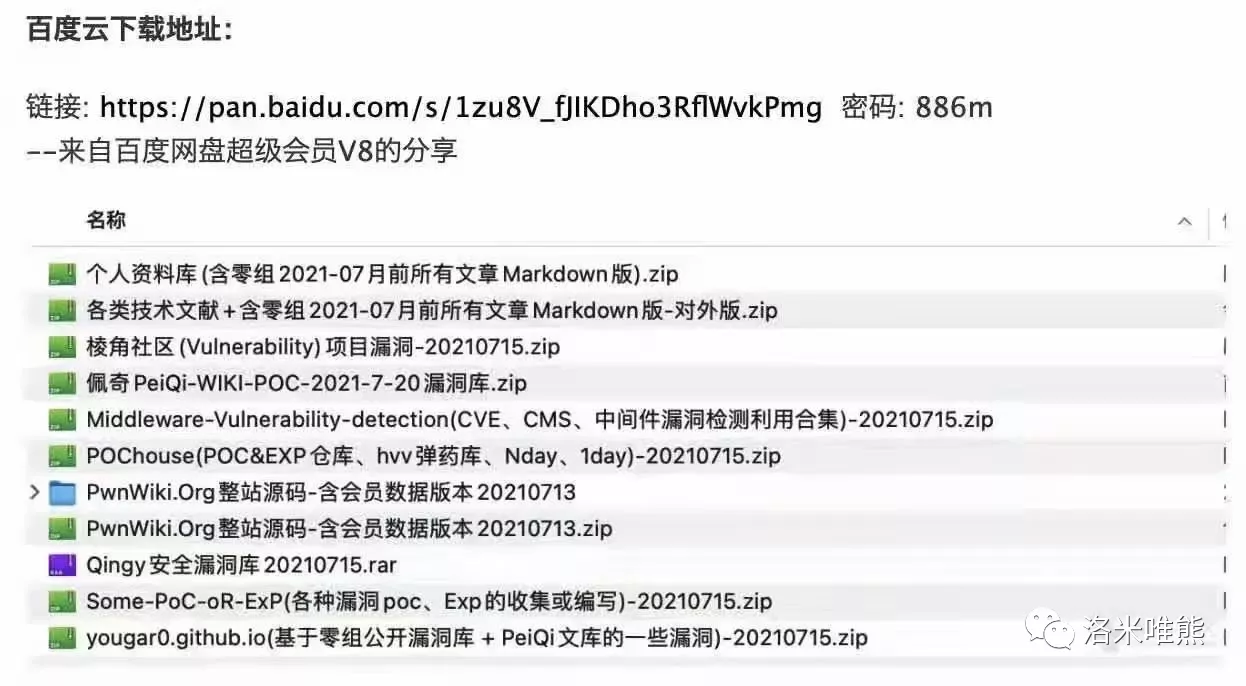 百度云下载地址:
链接: https://pan.baidu.com/s/1zu8V_fJIKDho3RflWvkPmg 密码: 886m
--来自百度网盘超级会员V8的分享
名称
个人资料库(含零组2021-07月前所有文章Markdown版).zip
各类技术文献+含零组2021-07月前所有文章Markdown版-对外版.zip
棱角社区(Vulnerability)项目漏洞-20210715.zip
佩奇PeiQi-WIKI-POC-2021-7-20漏洞库.zip
Middleware-Vulnerability-detection(CVE、CMS、中间件漏洞检测利用合集)-20210715.zip
POChouse(POC&EXP仓库、hvv弹药库、Nday、1day)-20210715.zip
PwnWiki.Org整站源码-含会员数据版本20210713
PwnWiki.Org整站源码-含会员数据版本20210713.zip
Qingy安全漏洞库20210715.rar
Some-PoC-oR-ExP(各种漏洞poc、Exp的收集或编写)-20210715.zip
yougar0.github.io(基于零组公开漏洞库 + PeiQi文库的一些漏洞)-20210715.zip
洛米唯熊